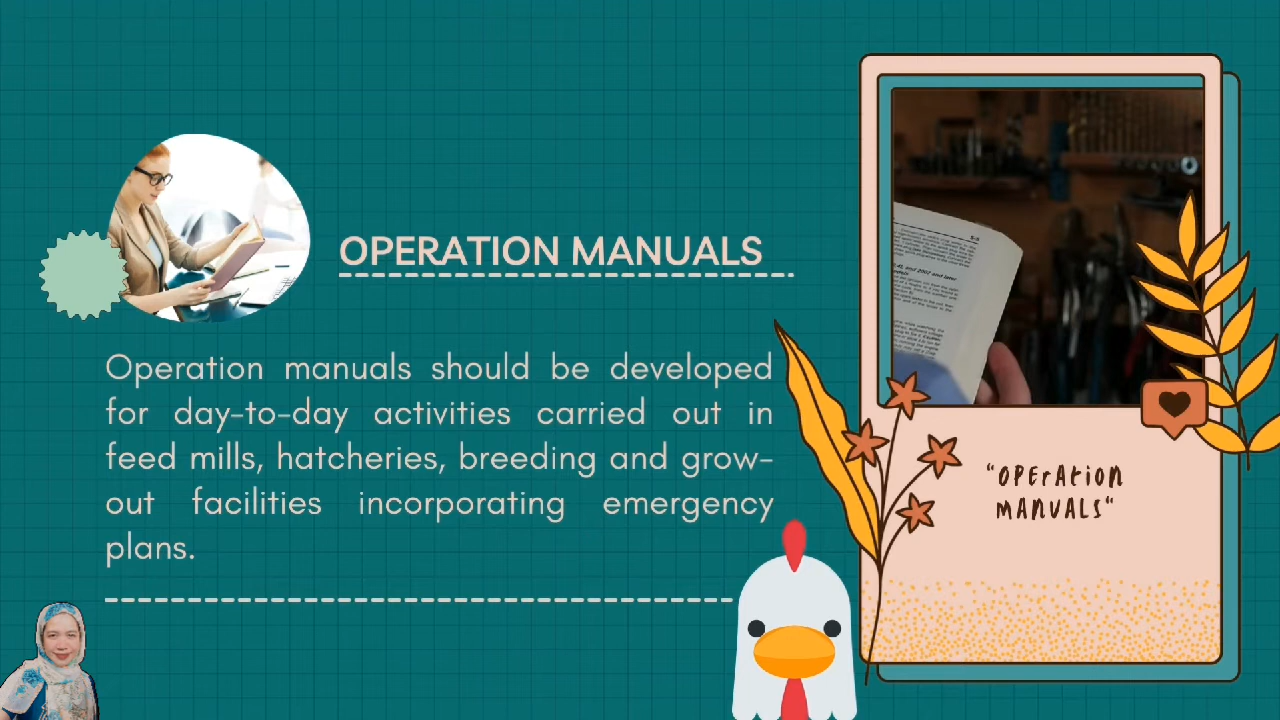 OPERATION MANUALS
Operation manuals should be developed
for day-to-day activities carried out in
feed mills, hatcheries, breeding and grow-
out facilities incorporating emergency
plans.
"OPErAtiON
MANUALS"